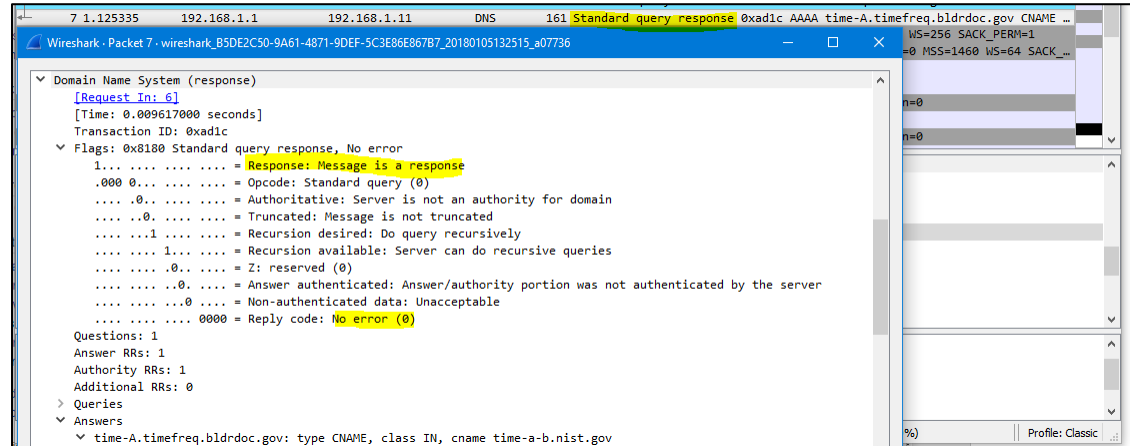 7 1.125335 192.168.1.1 192.168.1.11 DNS 161 Standard query response 0xad1c AAAA time-A.timefreq.bldrdoc.gov CNAME …
WS=256 SACK_PERM=1
=0 MSS=1460 WS=64 SACK_…
Wireshark · Packet 7 · wireshark_B5DE2C50-9A61-4871-9DEF-5C3E86E867B7_20180105132515_a07736
Domain Name System (response)
[Request In: 6]
[Time: 0.009617000 seconds]
Transaction ID: 0xad1c
Flags: 0x8180 Standard query response, No error
1... .... .... .... = Response: Message is a response
.000 0... .... .... = Opcode: Standard query (0)
.... .0.. .... .... = Authoritative: Server is not an authority for domain
.... ..0. .... .... = Truncated: Message is not truncated
.... ...1 .... .... = Recursion desired: Do query recursively
.... .... 1... .... = Recursion available: Server can do recursive queries
.... .... .0.. .... = Z: reserved (0)
.... .... ..0. .... = Answer authenticated: Answer/authority portion was not authenticated by the server
.... .... ...0 .... = Non-authenticated data: Unacceptable
.... .... .... 0000 = Reply code: No error (0)
Questions: 1
Answer RRs: 1
Authority RRs: 1
Additional RRs: 0
Queries
Answers
time-A.timefreq.bldrdoc.gov: type CNAME, class IN, cname time-a-b.nist.gov
n=0
n=0
%)
Profile: Classic